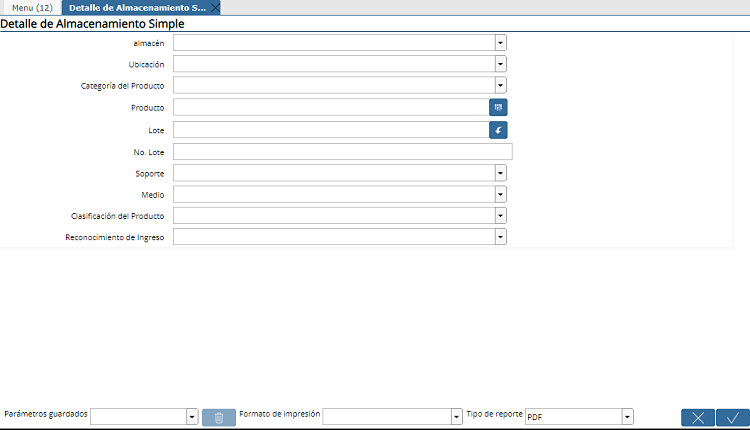 Menu (12) Detalle de Almacenamiento S...
Detalle de Almacenamiento Simple
almacén
Ubicación
Categoría del Producto
Producto
Lote
No. Lote
Soporte
Medio
Clasificación del Producto
Reconocimiento de Ingreso
Parámetros guardados Formato de impresión Tipo de reporte PDF